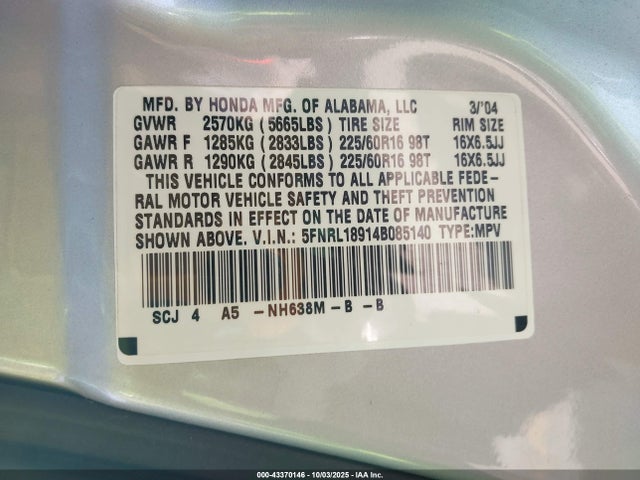 MFD. BY HONDA MFG. OF ALABAMA, LLC 3/'04
GVWR 2570KG (5665LBS) TIRE SIZE RIM SIZE
GAWR F 1285KG (2833LBS) 225/60R16 98T 16X6.5JJ
GAWR R 1290KG (2845LBS) 225/60R16 98T 16X6.5JJ
THIS VEHICLE CONFORMS TO ALL APPLICABLE FEDE-
RAL MOTOR VEHICLE SAFETY AND THEFT PREVENTION
STANDARDS IN EFFECT ON THE DATE OF MANUFACTURE
SHOWN ABOVE. V.I.N.: 5FNRL18914B085140 TYPE:MPV
SCJ 4 A5 -NH638M-B -B
000-43370146 - 10/03/2025 - IAA Inc.